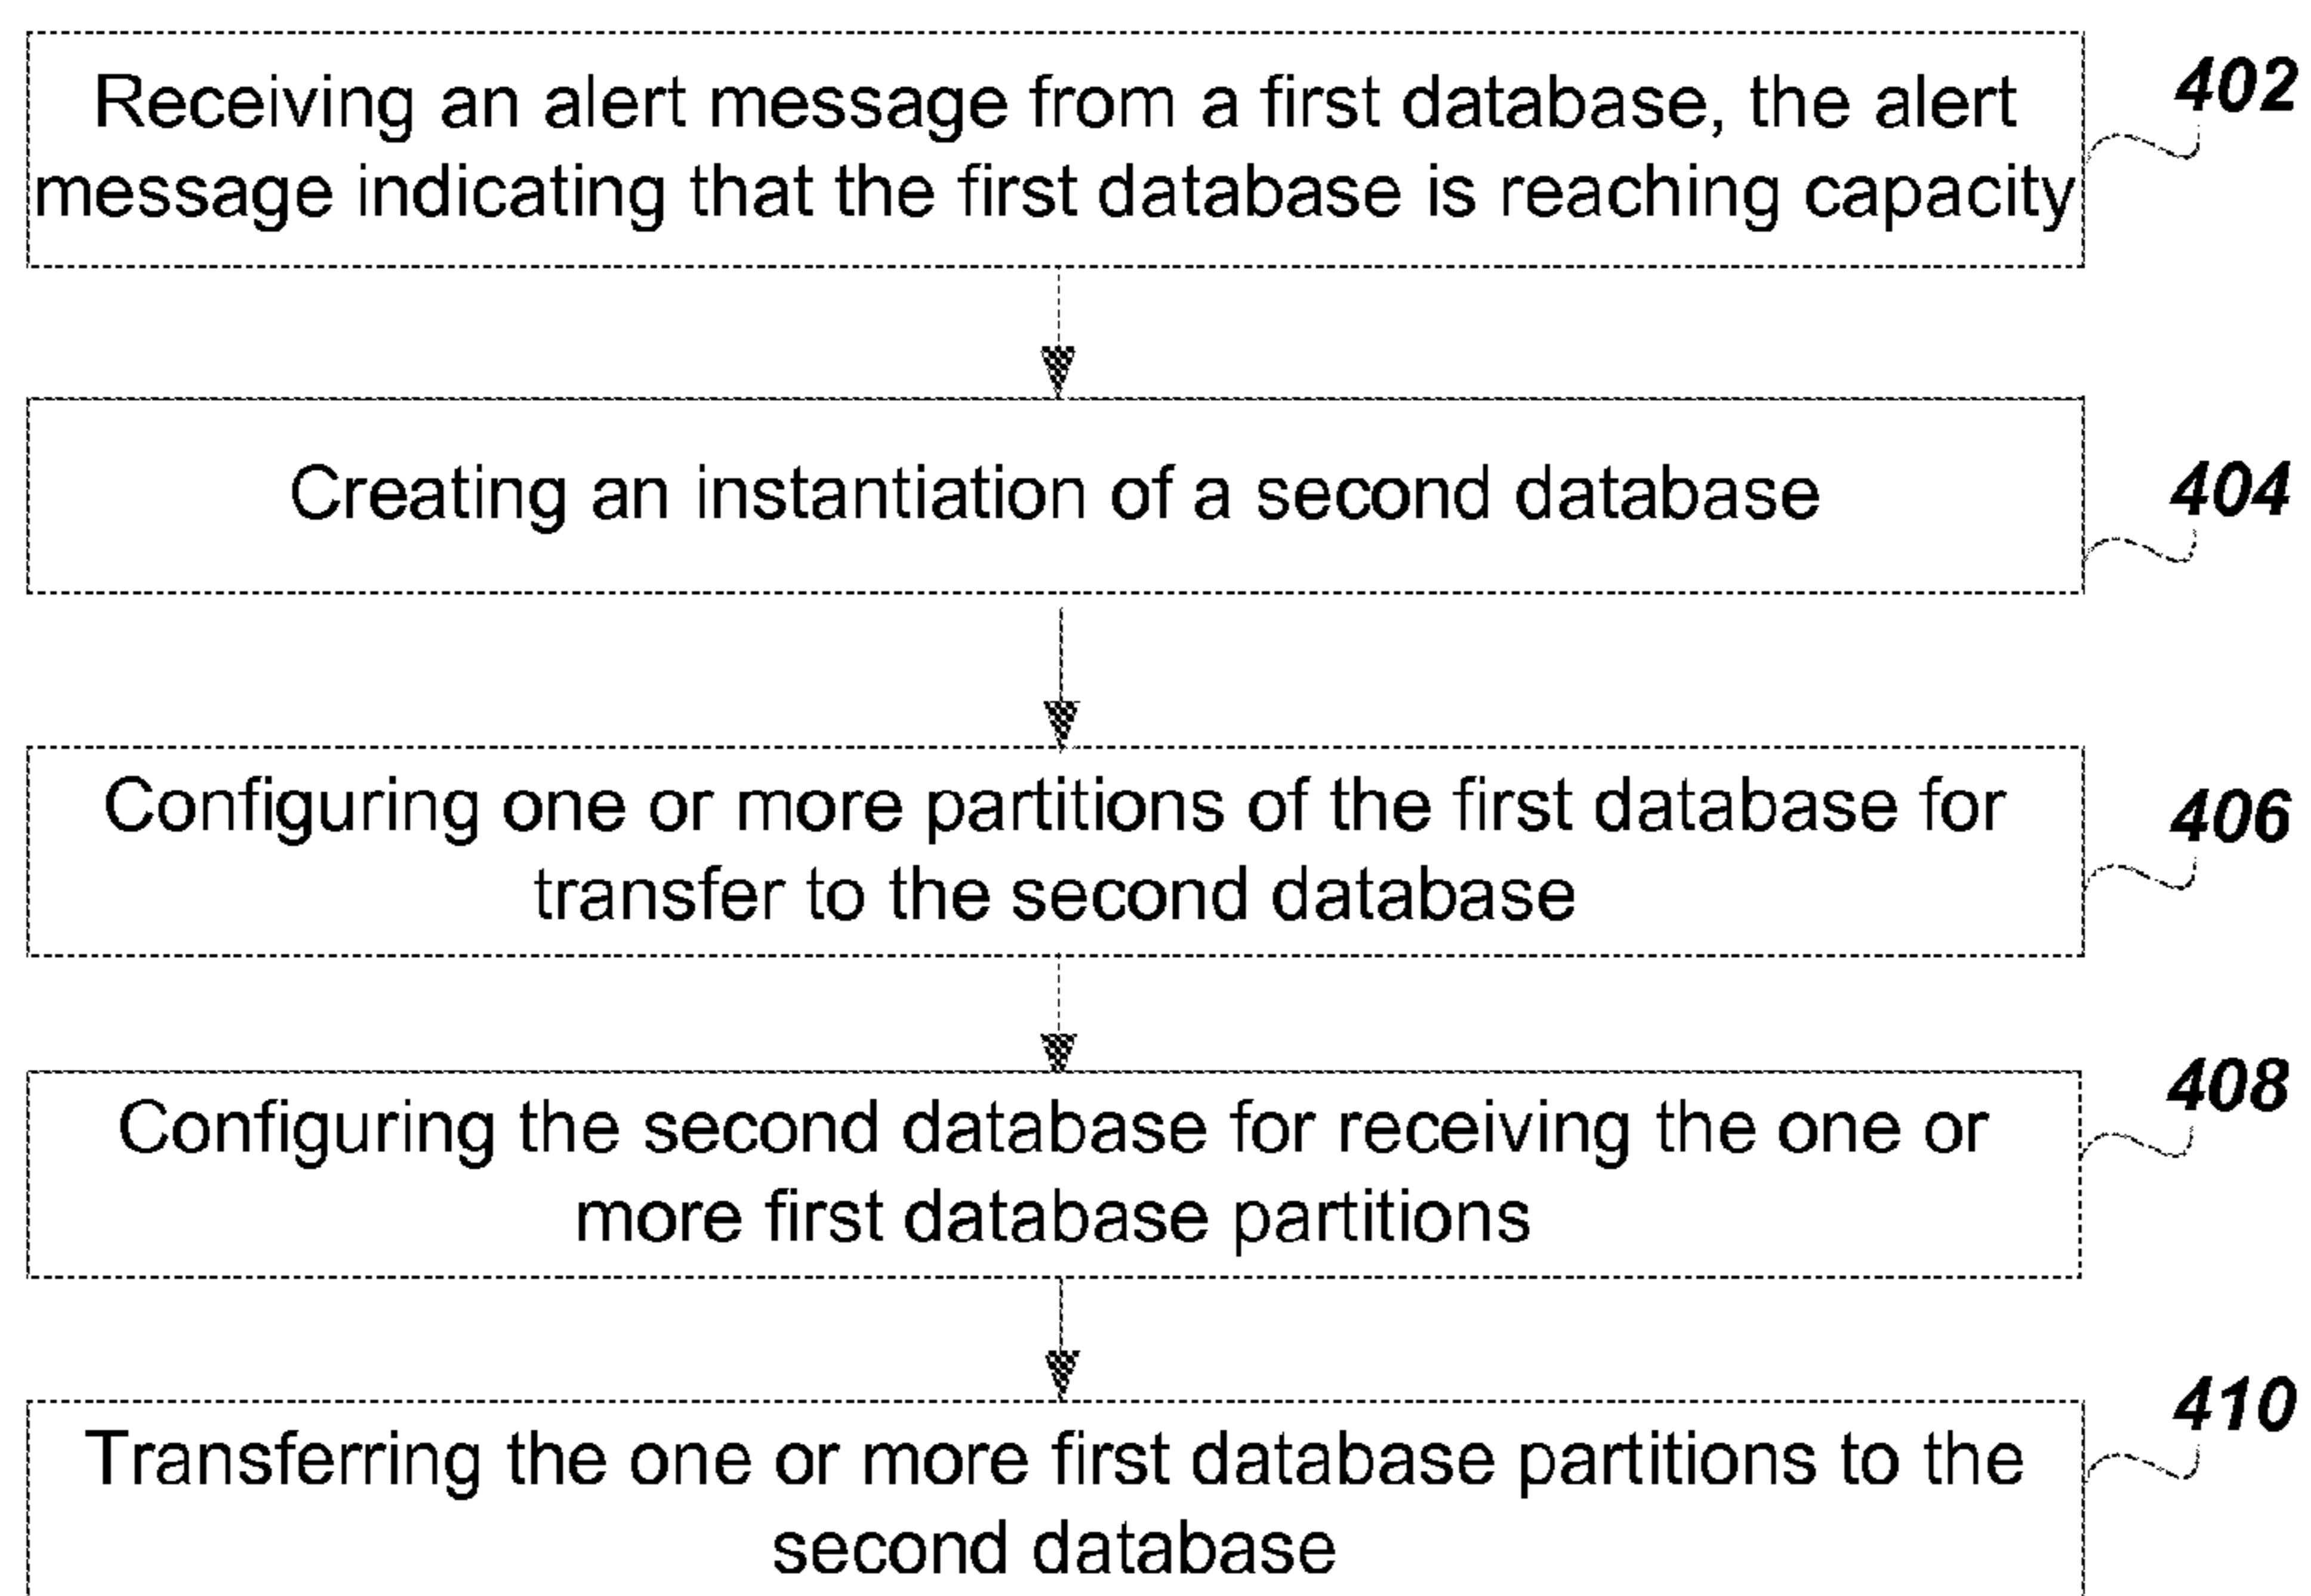 Receiving an alert message from a first database, the alert
message indicating that the first database is reaching capacity
402
Creating an instantiation of a second database
404
Configuring one or more partitions of the first database for
transfer to the second database
406
Configuring the second database for receiving the one or
more first database partitions
408
Transferring the one or more first database partitions to the
second database
410